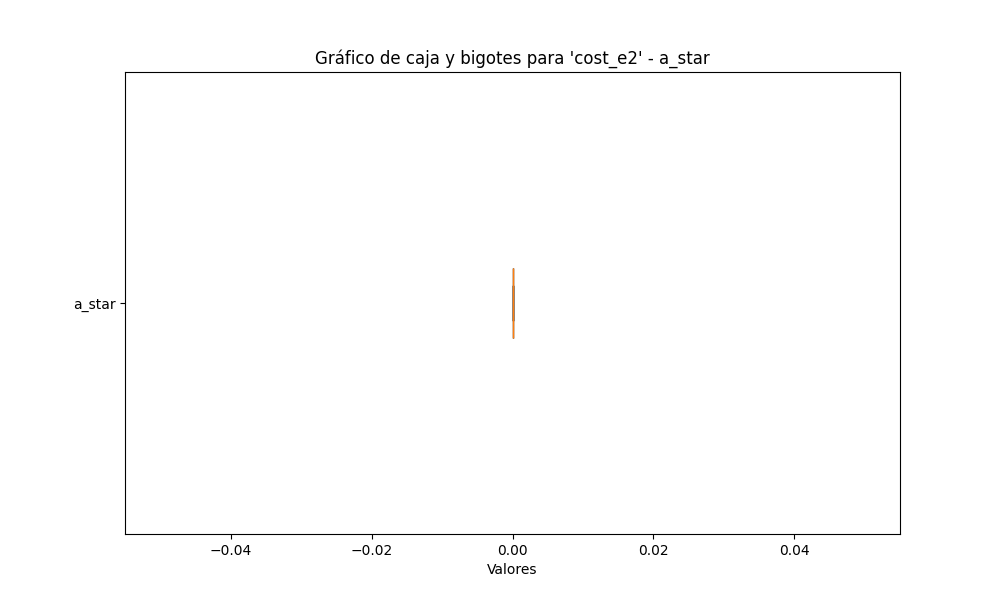 Gráfico de caja y bigotes para 'cost_e2' - a_star
a_star
−0.04
−0.02
0.00
0.02
0.04
Valores